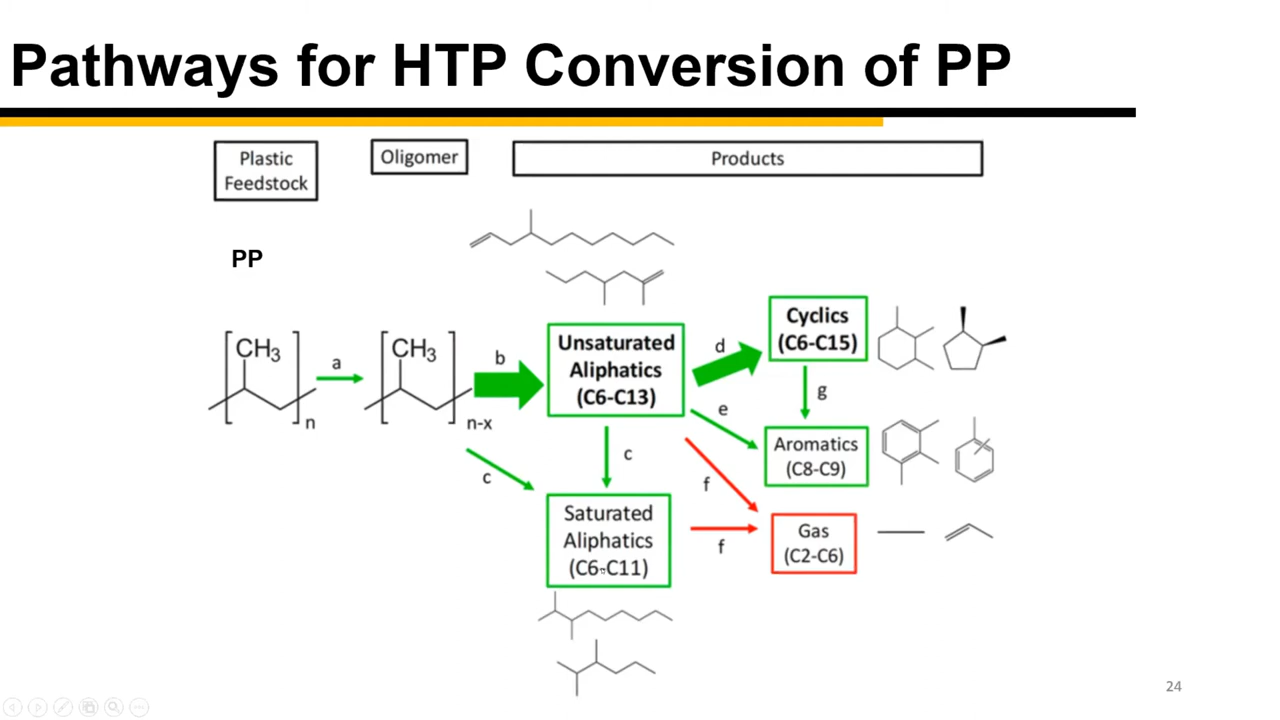 Pathways for HTP Conversion of PP
Plastic
Feedstock
Oligomer
Products
PP
CH3
n
a
CH3
n-x
b
c
Unsaturated
Aliphatics
(C6-C13)
c
d
e
f
Cyclics
(C6-C15)
g
Aromatics
(C8-C9)
Saturated
Aliphatics
(C6-C11)
f
Gas
(C2-C6)
24